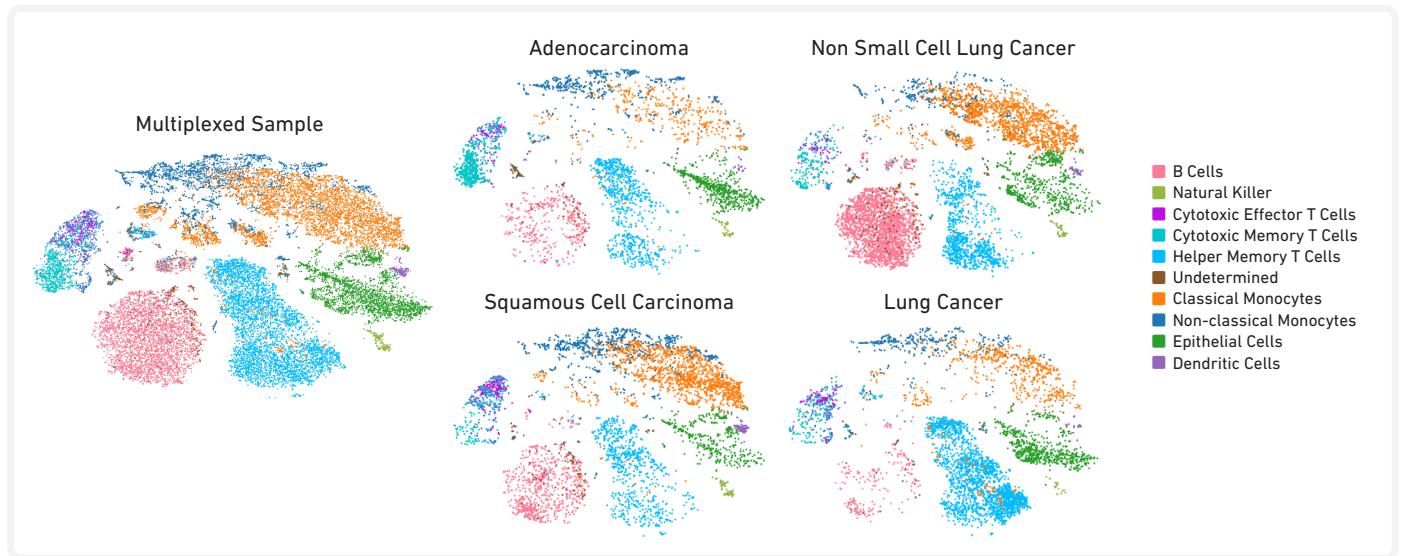 Multiplexed Sample
Adenocarcinoma
Non Small Cell Lung Cancer
Squamous Cell Carcinoma
Lung Cancer
B Cells
Natural Killer
Cytotoxic Effector T Cells
Cytotoxic Memory T Cells
Helper Memory T Cells
Undetermined
Classical Monocytes
Non-classical Monocytes
Epithelial Cells
Dendritic Cells